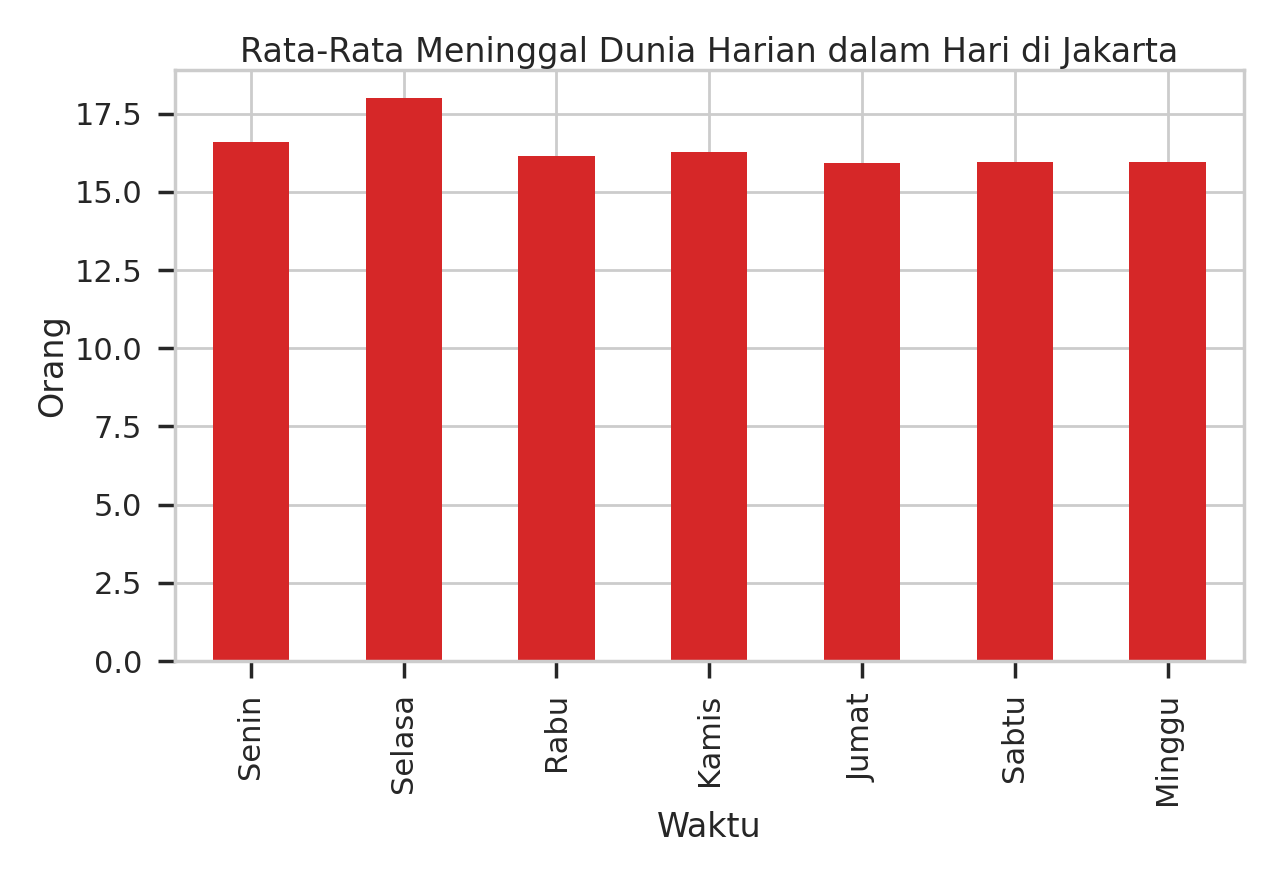 Rata-Rata Meninggal Dunia Harian dalam Hari di Jakarta
Orang
17.5
15.0
12.5
10.0
7.5
5.0
2.5
0.0
Senin
Selasa
Rabu
Kamis
Jumat
Sabtu
Minggu
Waktu